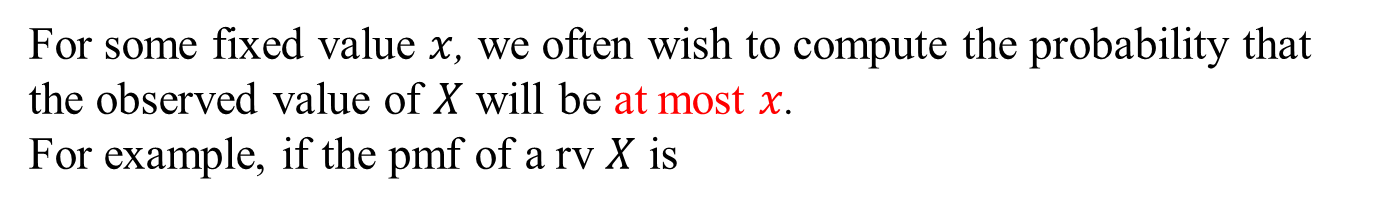 For some fixed value x, we often wish to compute the probability that
the observed value of X will be at most x.
For example, if the pmf of a rv X is